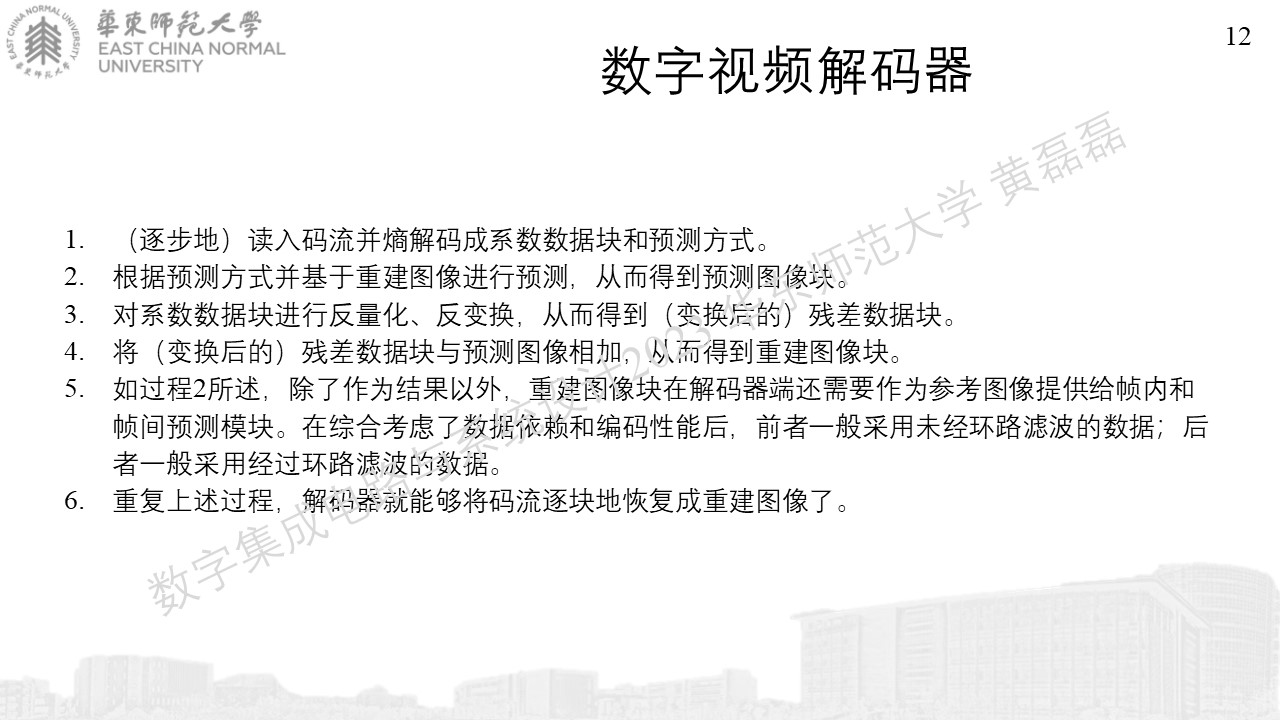 華東師范大學
EAST CHINA NORMAL
UNIVERSITY
EAST CHINA NORMAL UNIVERSITY
華東師范大學
12
数字视频解码器
1. （逐步地）读入码流并熵解码成系数数据块和预测方式。
2. 根据预测方式并基于重建图像进行预测，从而得到预测图像块。
3. 对系数数据块进行反量化、反变换，从而得到（变换后的）残差数据块。
4. 将（变换后的）残差数据块与预测图像相加，从而得到重建图像块。
5. 如过程2所述，除了作为结果以外，重建图像块在解码器端还需要作为参考图像提供给帧内和
帧间预测模块。在综合考虑了数据依赖和编码性能后，前者一般采用未经环路滤波的数据；后
者一般采用经过环路滤波的数据。
6. 重复上述过程，解码器就能够将码流逐块地恢复成重建图像了。
数字集成电路与系统设计2023 华东师范大学 黄磊磊